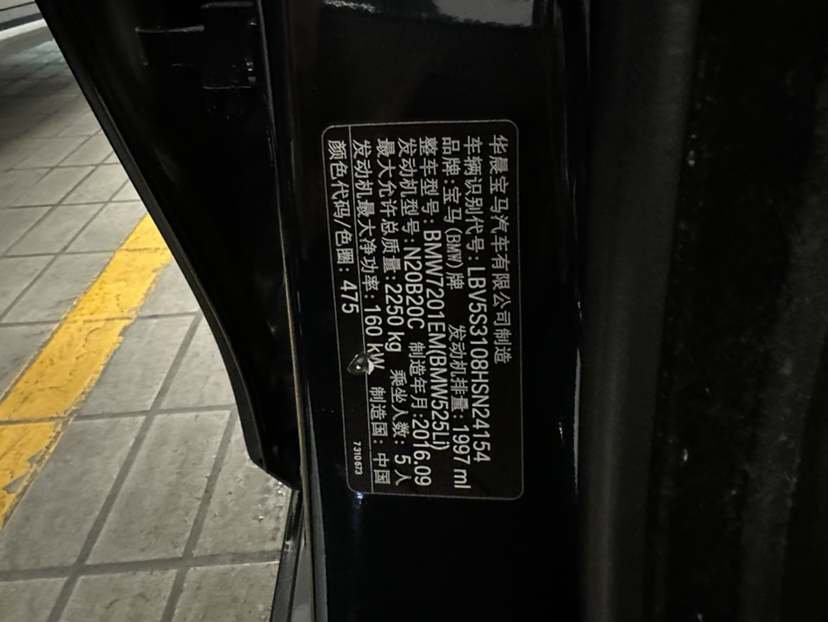 华晨宝马汽车有限公司制造
车辆识别代号:LBV5S3108HSN24154
品牌:宝马(BMW)牌 发动机排量:1997 ml
整车型号:BMW7201EM(BMW525Li)
发动机型号:N20B20C 制造年月:2016.09
最大允许总质量:2250 kg 乘坐人数:5人
发动机最大净功率:160 kW 制造国:中国
颜色代码/色圈:475
7310673